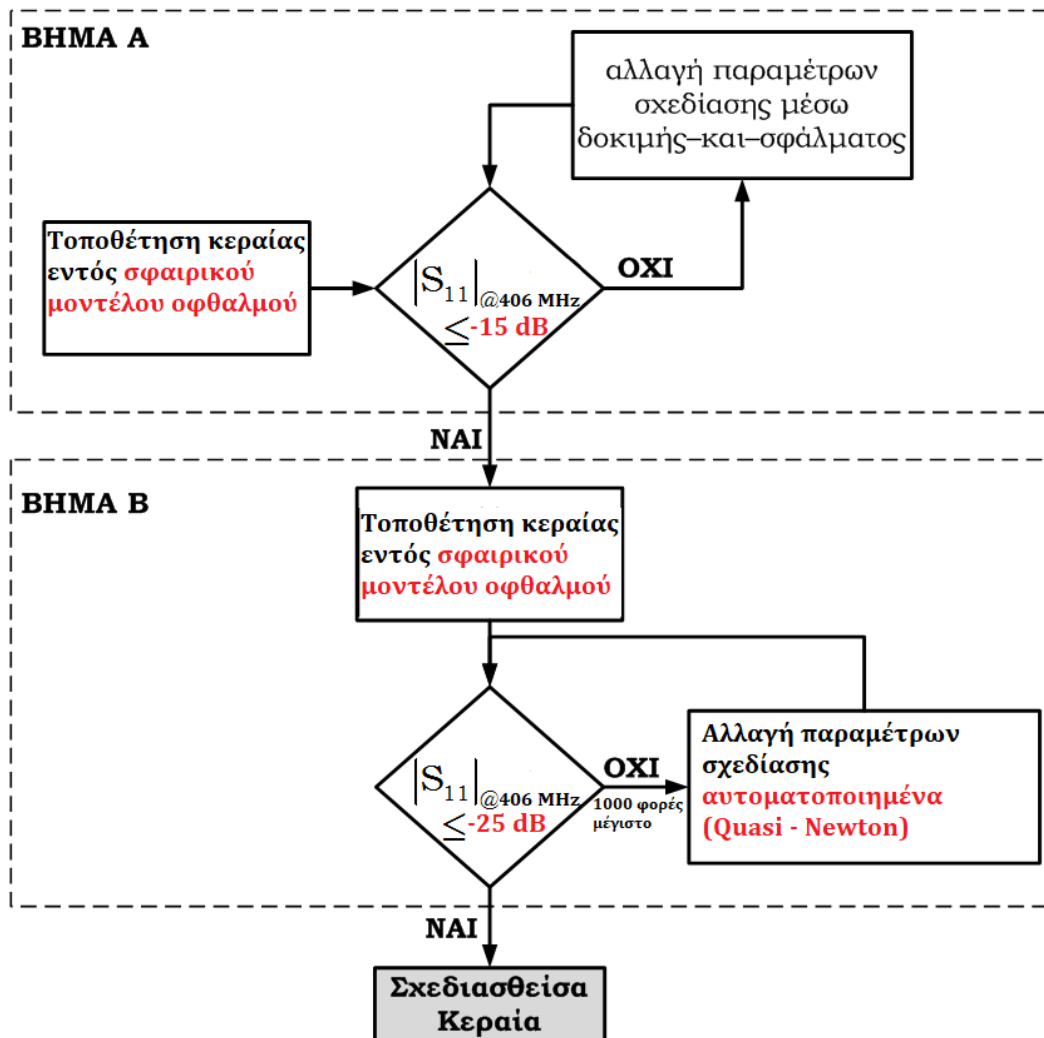 ΒΗΜΑ Α
αλλαγή παραμέτρων
σχεδίασης μέσω
δοκιμής–και–σφάλματος
Τοποθέτηση κεραίας
εντός σφαιρικού
μοντέλου οφθαλμού
|S11|@406 MHz
≤-15 dB
ΟΧΙ
ΝΑΙ
ΒΗΜΑ Β
Τοποθέτηση κεραίας
εντός σφαιρικού
μοντέλου οφθαλμού
|S11|@406 MHz
≤-25 dB
ΟΧΙ
1000 φορές
μέγιστο
Αλλαγή παραμέτρων
σχεδίασης
αυτοματοποιημένα
(Quasi - Newton)
ΝΑΙ
Σχεδιασθείσα
Κεραία